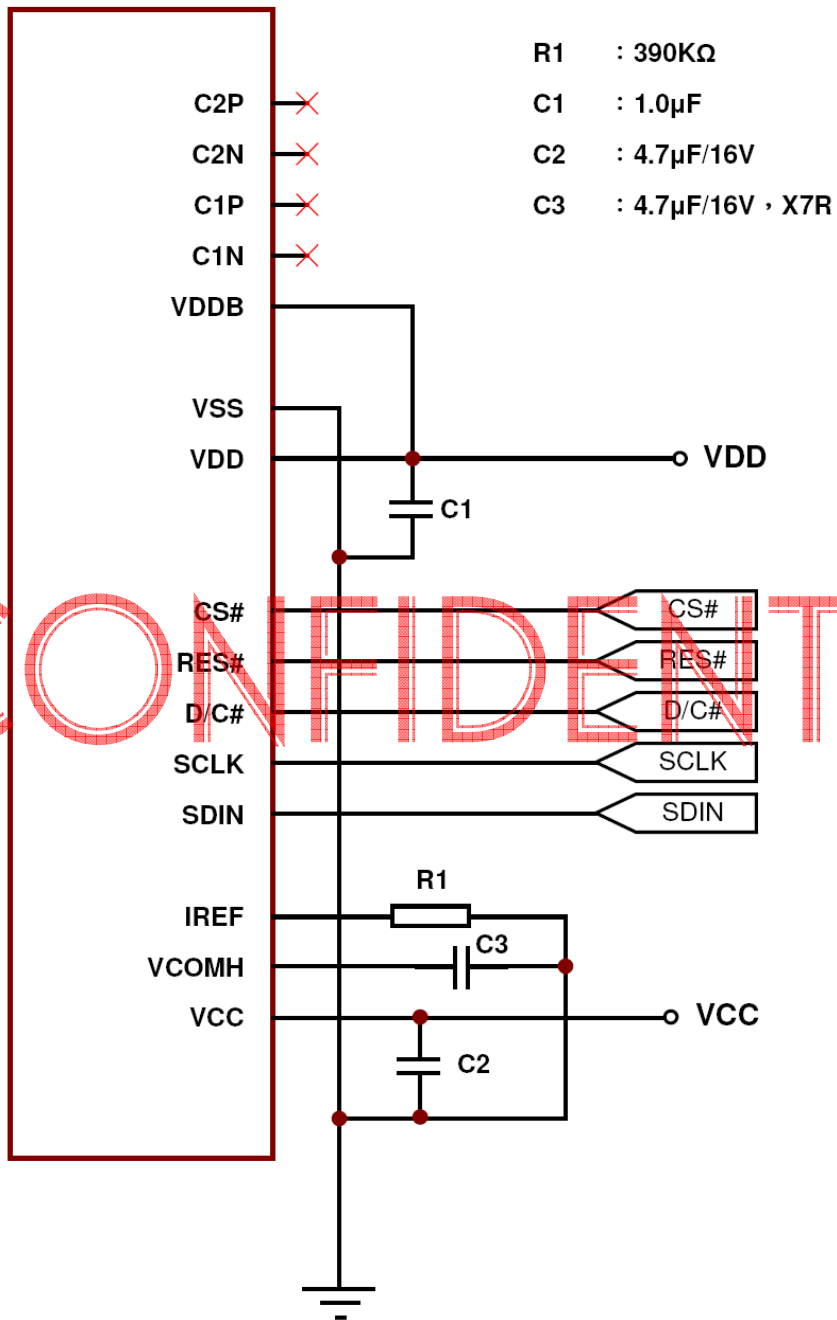 R1 : 390KΩ
C1 : 1.0µF
C2 : 4.7µF/16V
C3 : 4.7µF/16V，X7R
C2P
C2N
C1P
C1N
VDDB
VSS
VDD
VDD
C1
CS#
CS#
RES#
RES#
D/C#
D/C#
SCLK
SCLK
SDIN
SDIN
CONFIDENT
R1
IREF
C3
VCOMH
VCC
VCC
C2